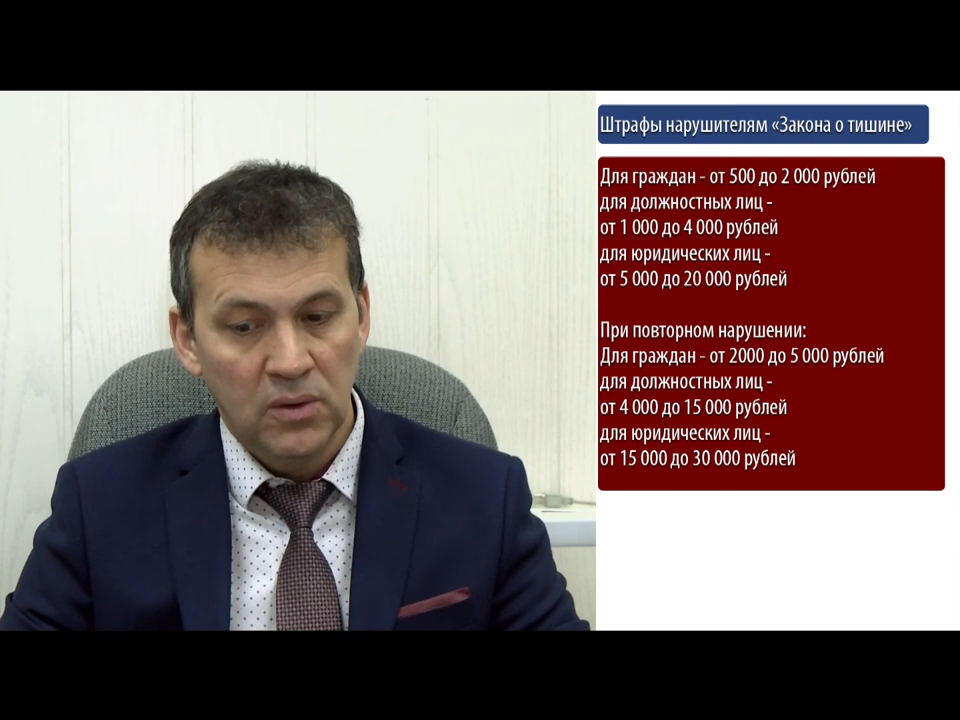 Штрафы нарушителям «Закона о тишине»
Для граждан - от 500 до 2 000 рублей
для должностных лиц -
от 1 000 до 4 000 рублей
для юридических лиц -
от 5 000 до 20 000 рублей
При повторном нарушении:
Для граждан - от 2000 до 5 000 рублей
для должностных лиц -
от 4 000 до 15 000 рублей
для юридических лиц -
от 15 000 до 30 000 рублей